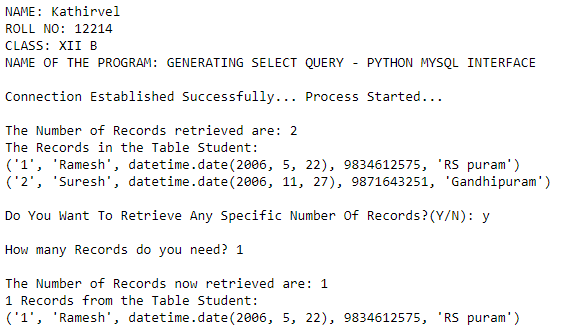 NAME: Kathirvel
ROLL NO: 12214
CLASS: XII B
NAME OF THE PROGRAM: GENERATING SELECT QUERY - PYTHON MYSQL INTERFACE
Connection Established Successfully... Process Started...
The Number of Records retrieved are: 2
The Records in the Table Student:
('1', 'Ramesh', datetime.date(2006, 5, 22), 9834612575, 'RS puram')
('2', 'Suresh', datetime.date(2006, 11, 27), 9871643251, 'Gandhipuram')
Do You Want To Retrieve Any Specific Number Of Records?(Y/N): y
How many Records do you need? 1
The Number of Records now retrieved are: 1
1 Records from the Table Student:
('1', 'Ramesh', datetime.date(2006, 5, 22), 9834612575, 'RS puram')